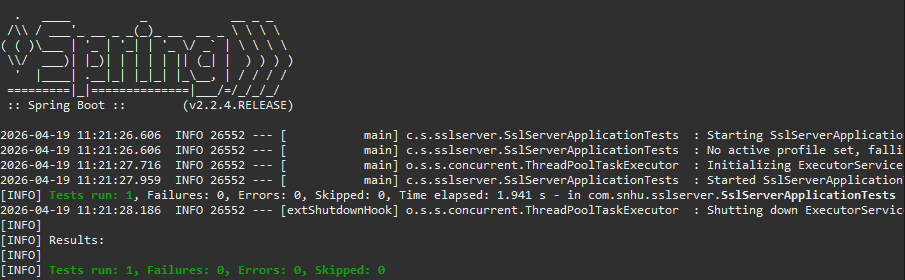 .   ____          _            __ _ _
 /\\ / ___'_ __ _ _(_)_ __  __ _ \ \ \ \
( ( )\___ | '_ | '_| | '_ \/ _` | \ \ \ \
 \\/  ___)| |_)| | | | | || (_| |  ) ) ) )
  '  |____| .__|_| |_|_| |_\__, | / / / /
 =========|_|==============|___/=/_/_/_/
 :: Spring Boot ::        (v2.2.4.RELEASE)
2026-04-19 11:21:26.606  INFO 26552 --- [           main] c.s.sslserver.SslServerApplicationTests  : Starting SslServerApplicatio
2026-04-19 11:21:26.606  INFO 26552 --- [           main] c.s.sslserver.SslServerApplicationTests  : No active profile set, falli
2026-04-19 11:21:27.716  INFO 26552 --- [           main] o.s.s.concurrent.ThreadPoolTaskExecutor  : Initializing ExecutorService
2026-04-19 11:21:27.959  INFO 26552 --- [           main] c.s.sslserver.SslServerApplicationTests  : Started SslServerApplication
[INFO] Tests run: 1, Failures: 0, Errors: 0, Skipped: 0, Time elapsed: 1.941 s - in com.snhu.sslserver.SslServerApplicationTests
2026-04-19 11:21:28.186  INFO 26552 --- [extShutdownHook] o.s.s.concurrent.ThreadPoolTaskExecutor  : Shutting down ExecutorServic
[INFO]
[INFO] Results:
[INFO]
[INFO] Tests run: 1, Failures: 0, Errors: 0, Skipped: 0